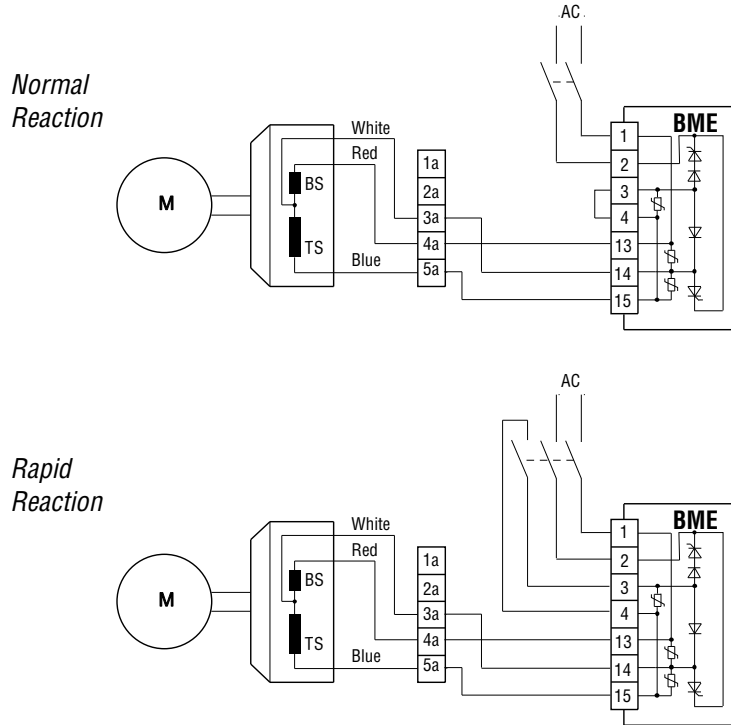 Normal
Reaction
AC
M
BS
TS
White
Red
Blue
1a
2a
3a
4a
5a
BME
1
2
3
4
13
14
15
Rapid
Reaction
AC
M
BS
TS
White
Red
Blue
1a
2a
3a
4a
5a
BME
1
2
3
4
13
14
15